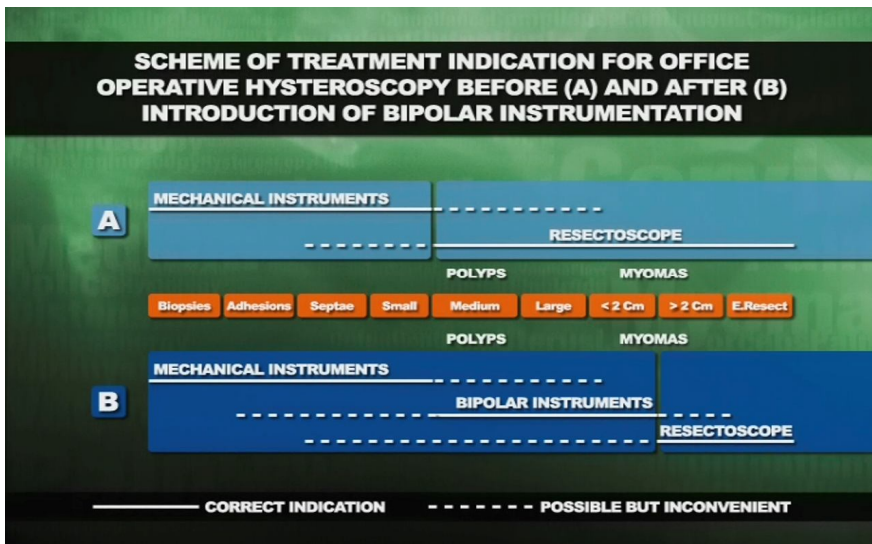 SCHEME OF TREATMENT INDICATION FOR OFFICE
OPERATIVE HYSTEROSCOPY BEFORE (A) AND AFTER (B)
INTRODUCTION OF BIPOLAR INSTRUMENTATION
MECHANICAL INSTRUMENTS
A
RESECTOSCOPE
POLYPS MYOMAS
Biopsies Adhesions Septae Small Medium Large < 2 Cm > 2 Cm E.Resect
POLYPS MYOMAS
MECHANICAL INSTRUMENTS
B
BIPOLAR INSTRUMENTS
RESECTOSCOPE
CORRECT INDICATION POSSIBLE BUT INCONVENIENT